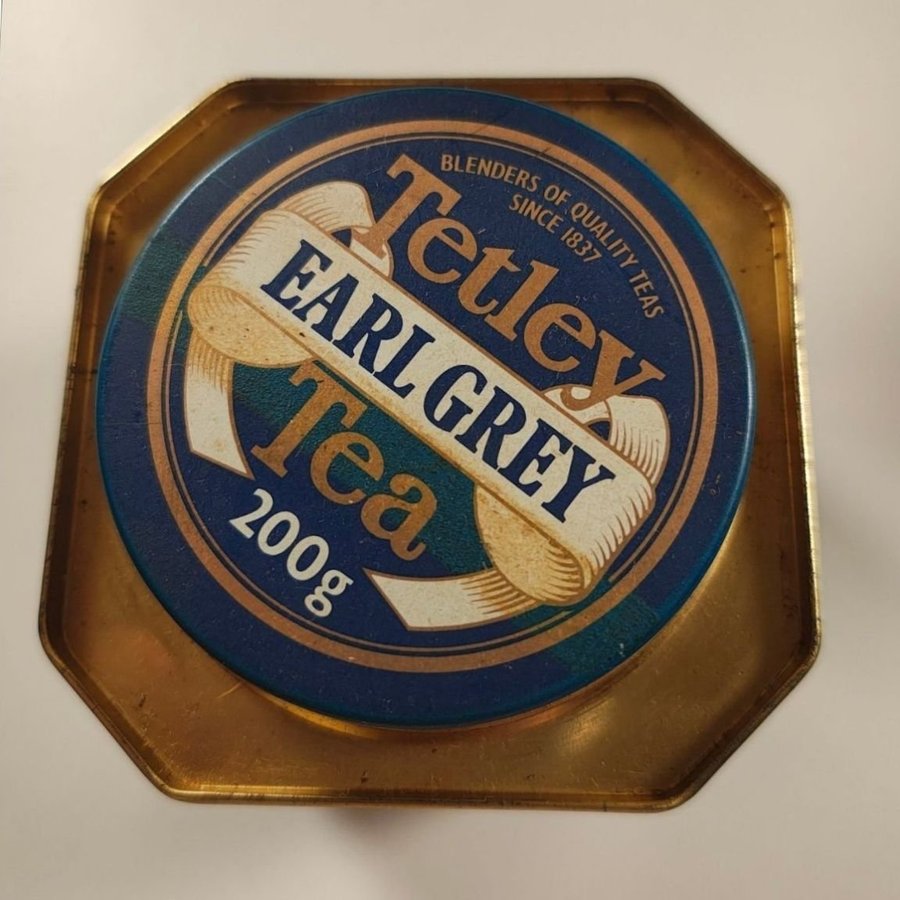 BLENDERS OF QUALITY TEAS
SINCE 1837
Tetley
EARL GREY
Tea
200g